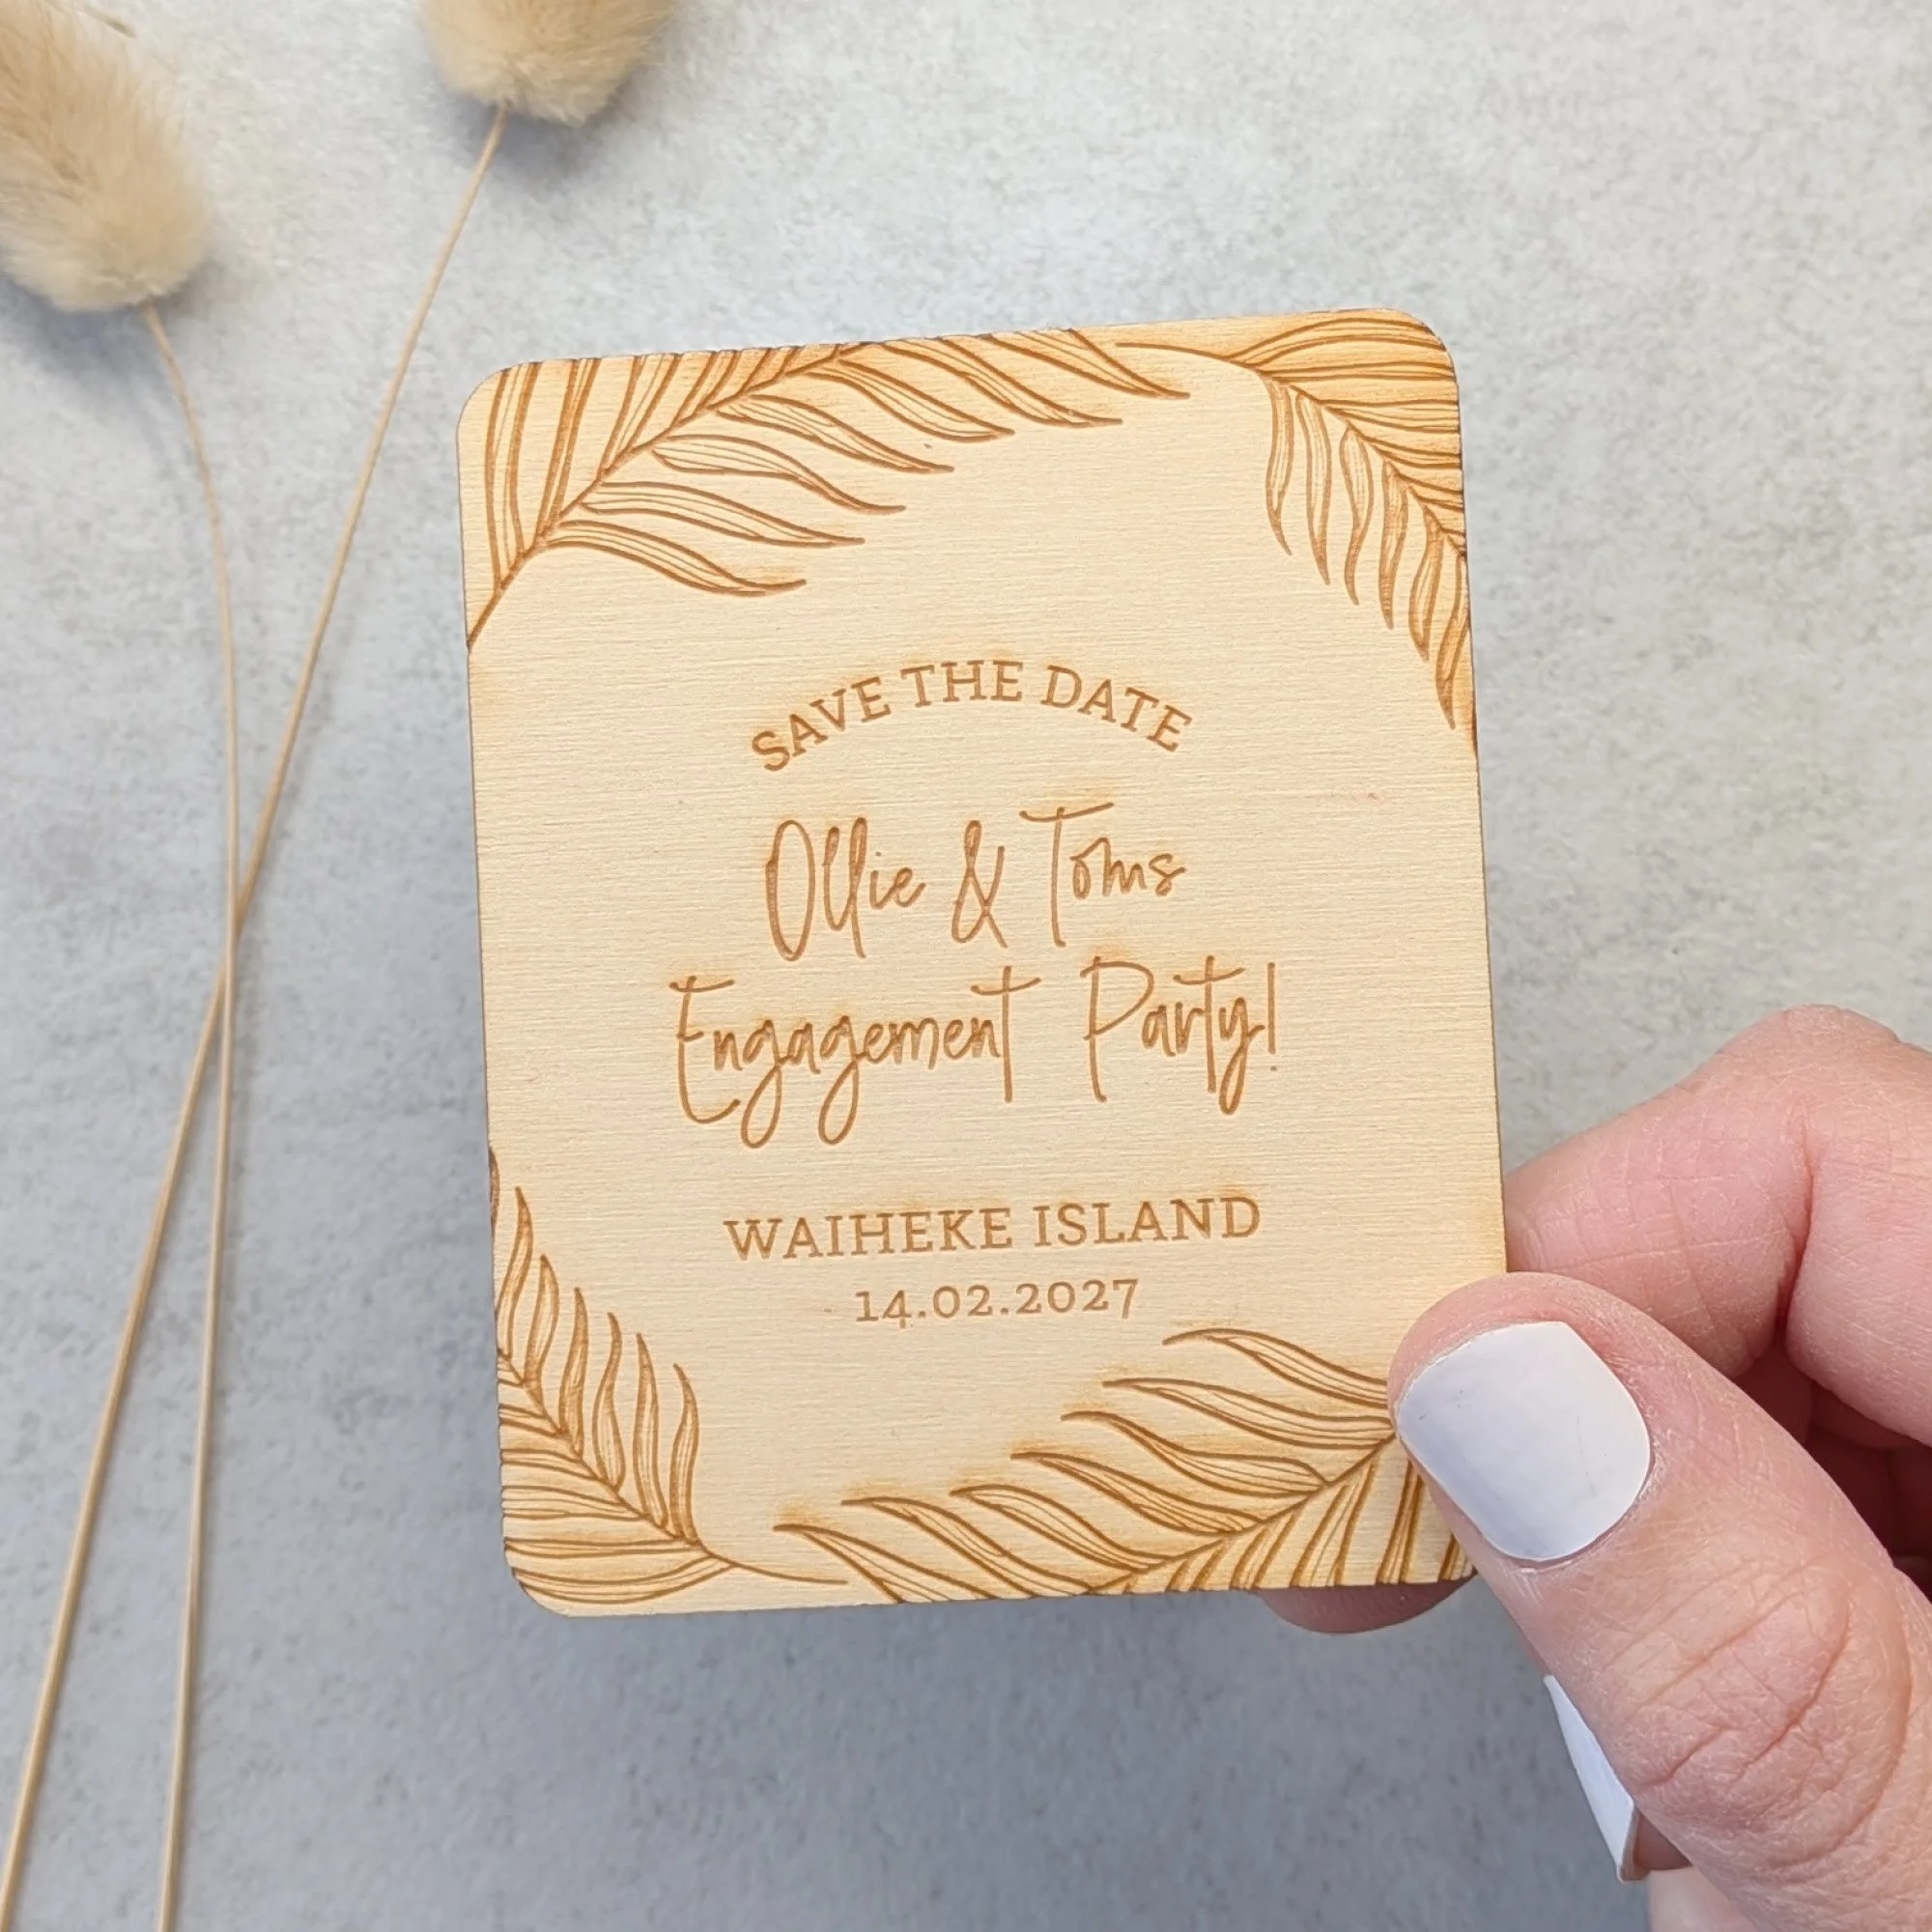 SAVE THE DATE
Ollie & Toms
Engagement Party!
WAIHEKE ISLAND
14.02.2027